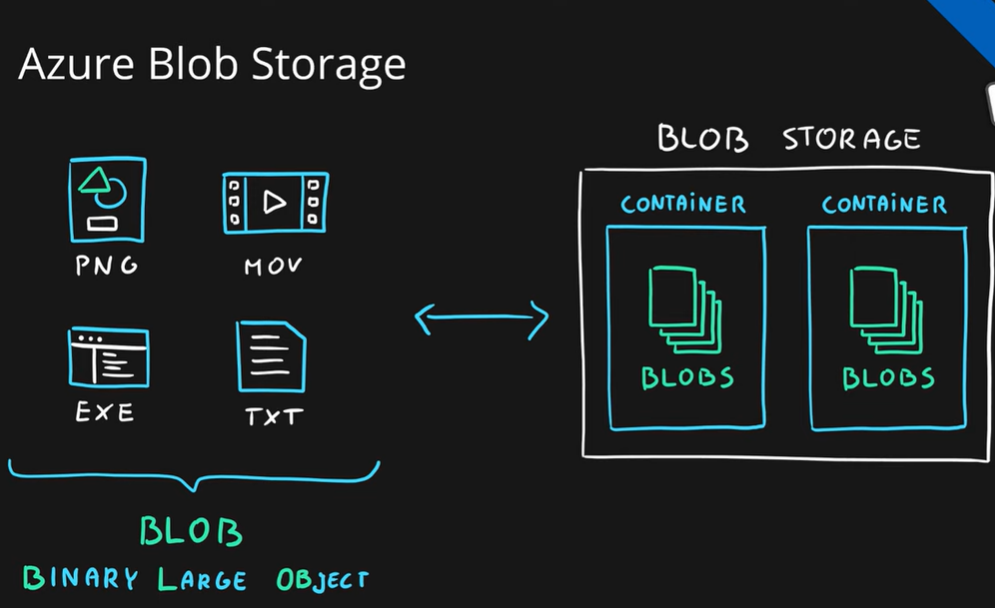 Azure Blob Storage
BLOB STORAGE
CONTAINER
CONTAINER
PNG
MOV
BLOBS
BLOBS
EXE
TXT
BLOB
BINARY LARGE OBJECT